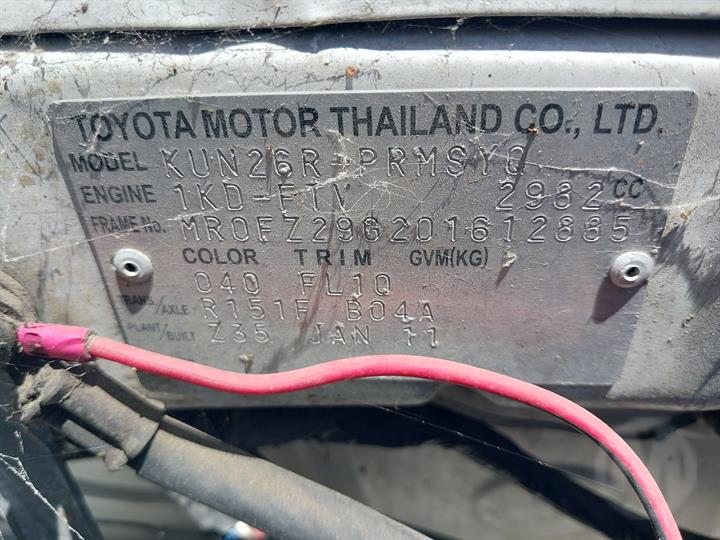 TOYOTA MOTOR THAILAND CO., LTD.
MODEL KUN26R-PRMSYQ
ENGINE 1KD-FTV 2982 CC
FRAME No. MR0FZ29G201612885
COLOR TRIM GVM(KG)
040 FL10
TRANS/AXLE R151F B04A
PLANT/BUILT Z35 JAN 11